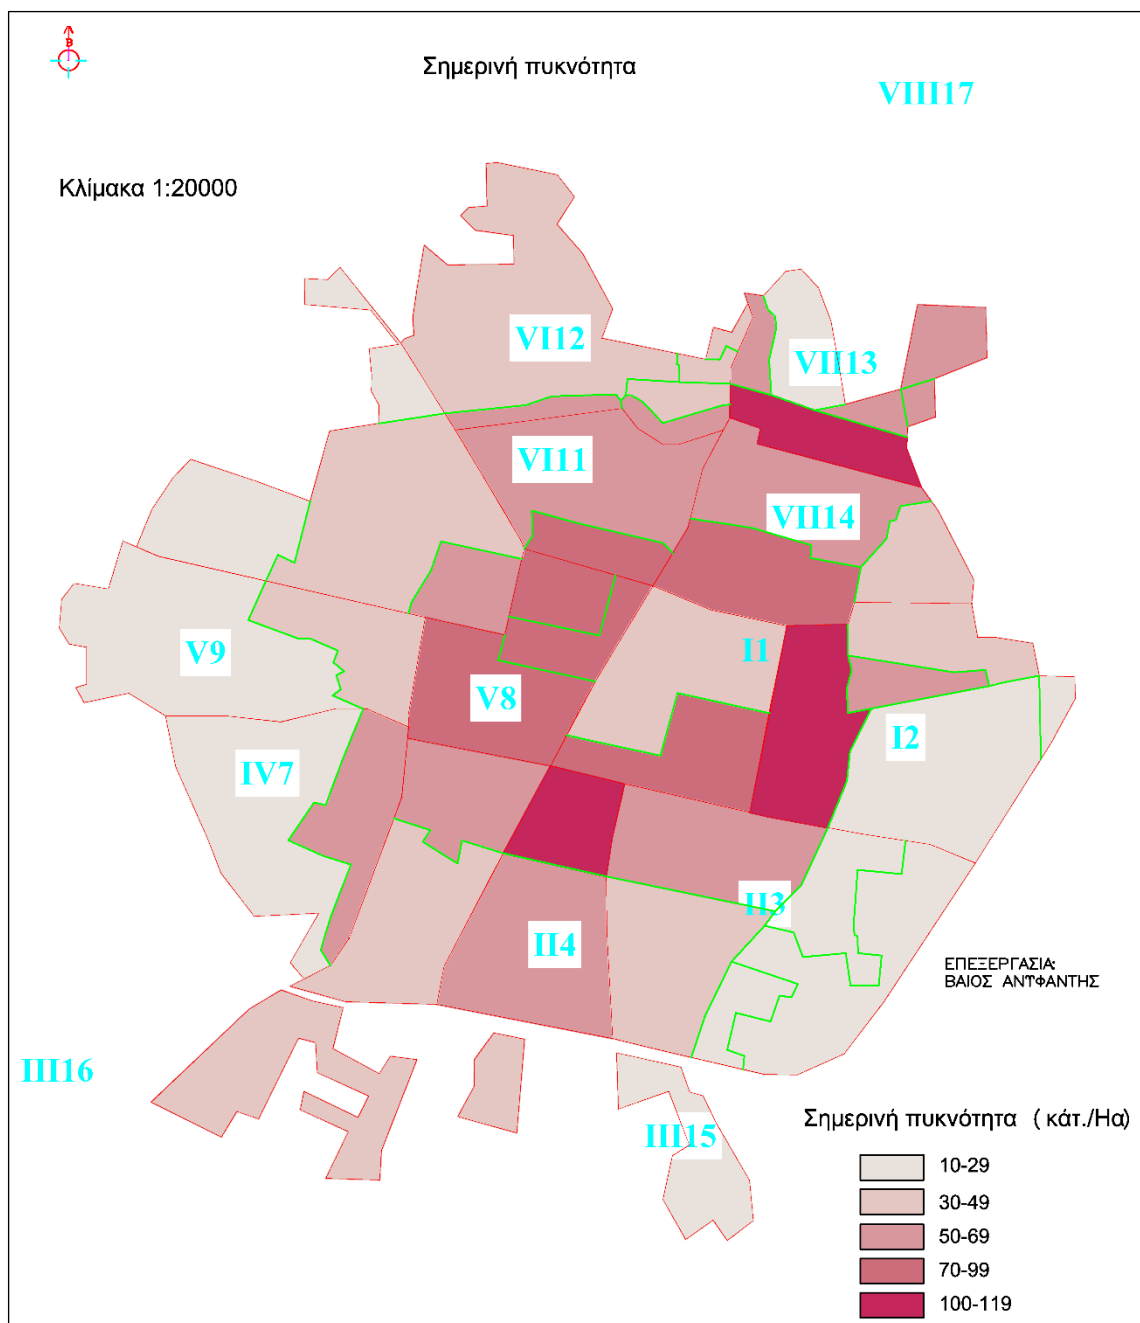 Β
Σημερινή πυκνότητα
VIII17
Κλίμακα 1:20000
VI12
VII13
VI11
VII14
V9
I1
V8
I2
IV7
II3
II4
ΕΠΕΞΕΡΓΑΣΙΑ:
ΒΑΙΟΣ ΑΝΥΦΑΝΤΗΣ
III16
III15
Σημερινή πυκνότητα ( κάτ./Ηα)
10-29
30-49
50-69
70-99
100-119